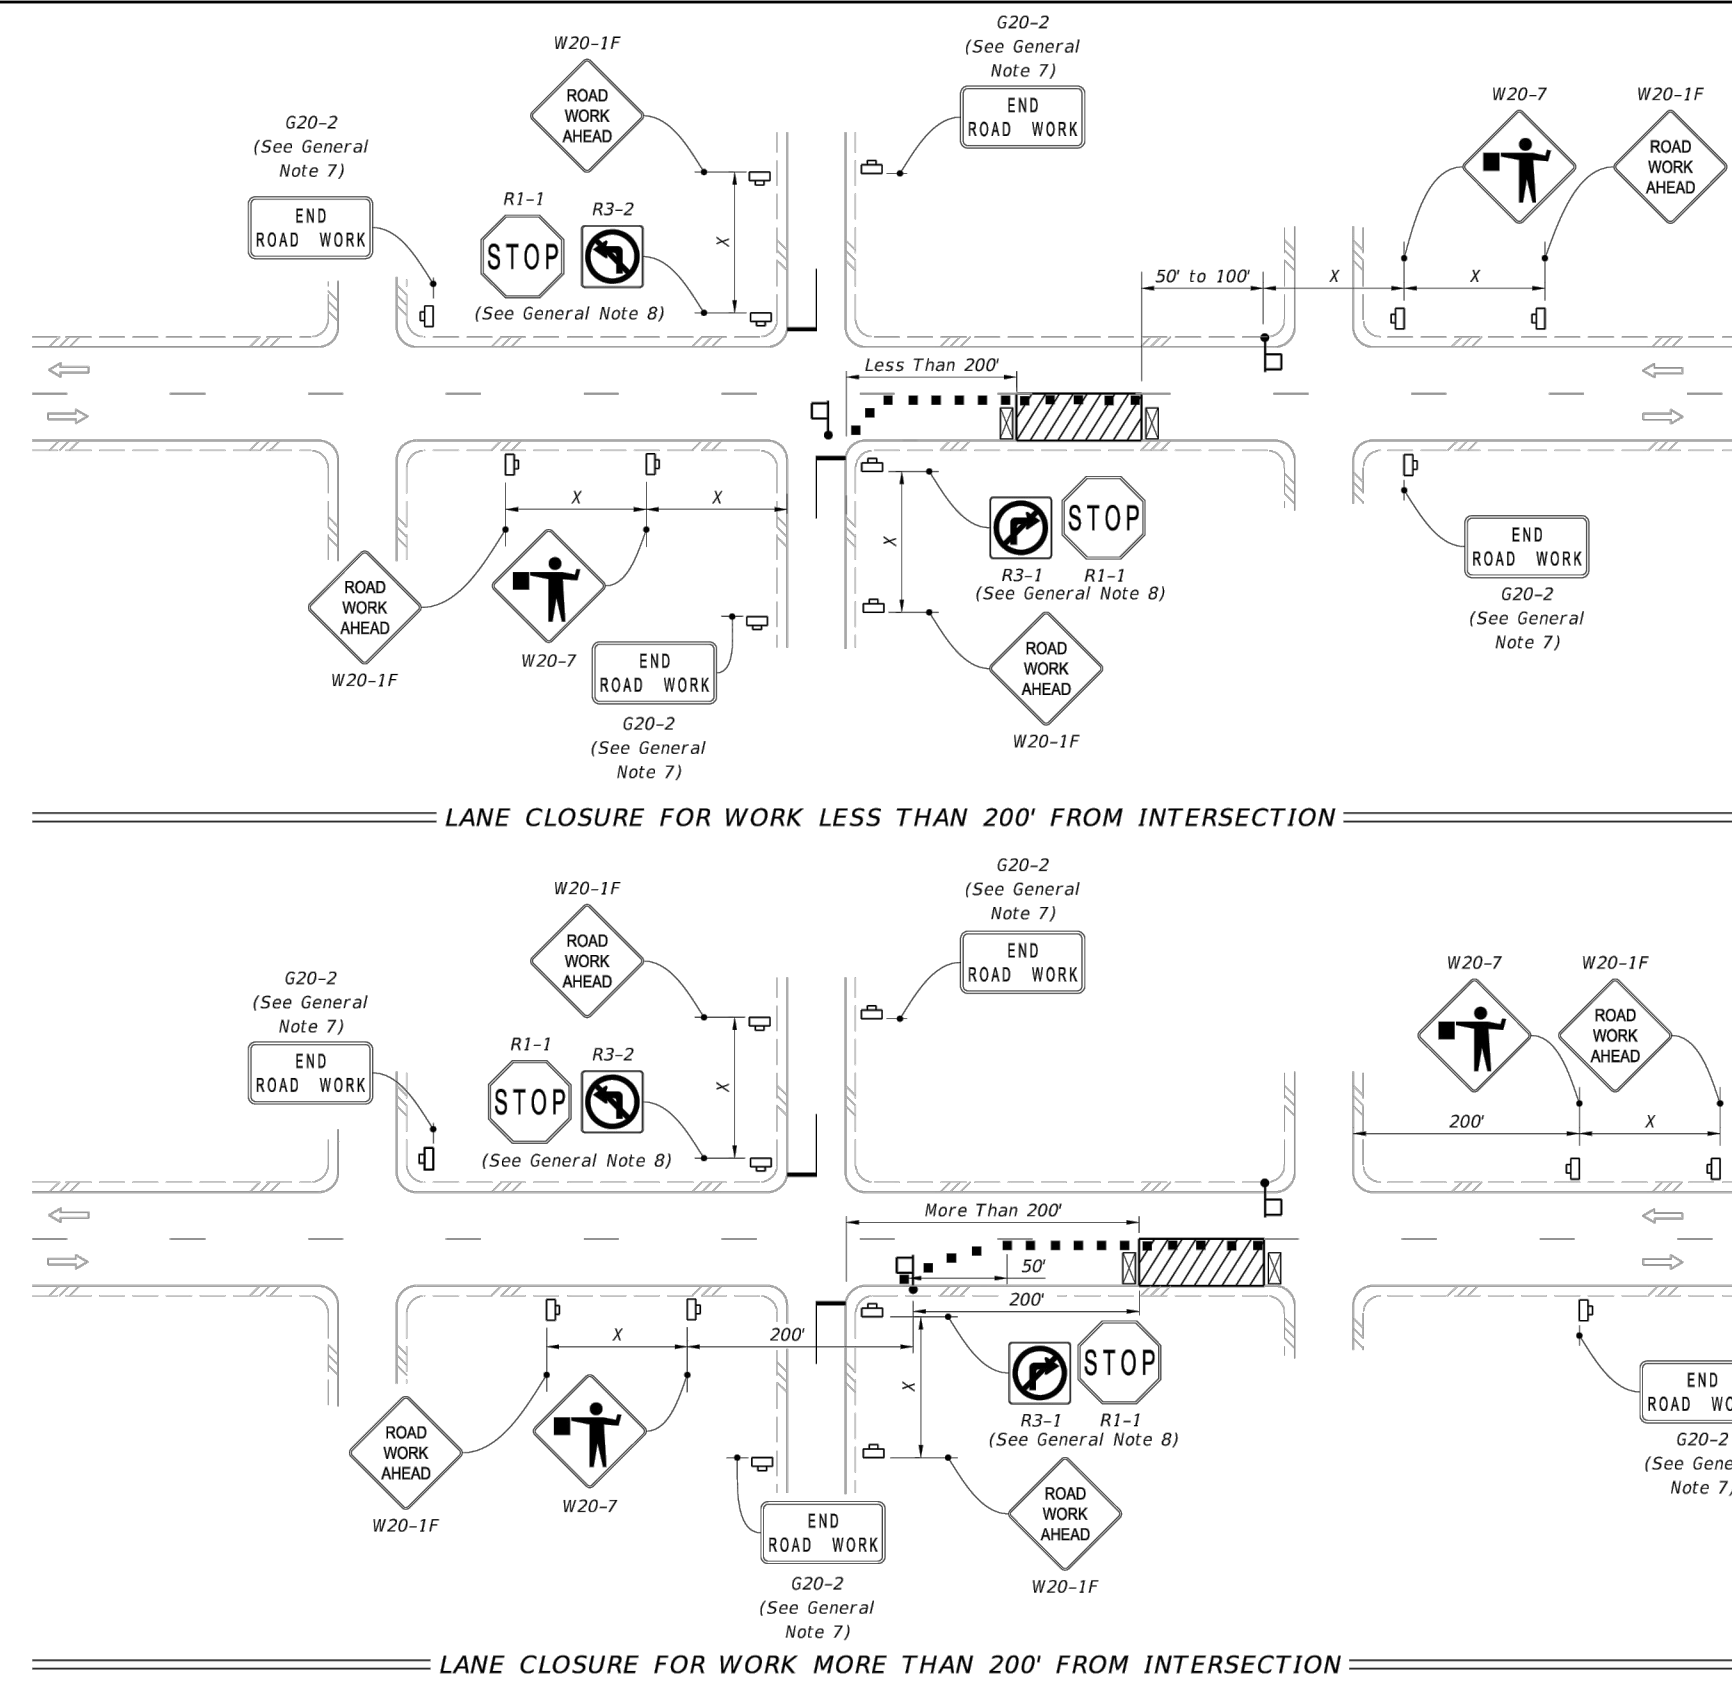 G20-2
(See General
Note 7)
END
ROAD WORK
W20-1F
ROAD
WORK
AHEAD
W20-7
W20-1F
ROAD
WORK
AHEAD
G20-2
(See General
Note 7)
END
ROAD WORK
R1-1
R3-2
STOP
(See General Note 8)
X
50' to 100'
X
X
Less Than 200'
X
X
X
R3-1
R1-1
STOP
(See General Note 8)
END
ROAD WORK
G20-2
(See General
Note 7)
ROAD
WORK
AHEAD
W20-1F
W20-7
END
ROAD WORK
G20-2
(See General
Note 7)
ROAD
WORK
AHEAD
W20-1F
LANE CLOSURE FOR WORK LESS THAN 200' FROM INTERSECTION
G20-2
(See General
Note 7)
END
ROAD WORK
W20-1F
ROAD
WORK
AHEAD
W20-7
W20-1F
ROAD
WORK
AHEAD
G20-2
(See General
Note 7)
END
ROAD WORK
R1-1
R3-2
STOP
(See General Note 8)
X
200'
X
More Than 200'
50'
200'
X
200'
X
STOP
R3-1
R1-1
(See General Note 8)
END
ROAD WO
G20-2
(See Gene
Note 7)
ROAD
WORK
AHEAD
W20-1F
W20-7
END
ROAD WORK
G20-2
(See General
Note 7)
ROAD
WORK
AHEAD
W20-1F
LANE CLOSURE FOR WORK MORE THAN 200' FROM INTERSECTION